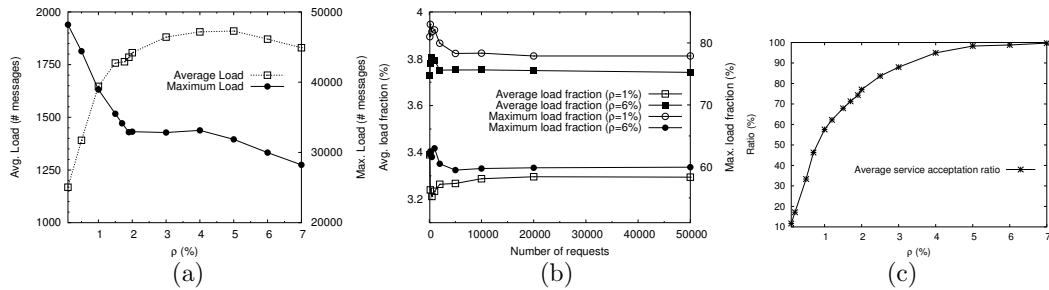 2000
1750
1500
1250
1000
Avg. Load (# messages)
50000
40000
30000
20000
Max. Load (# messages)
0
1
2
3
4
5
6
7
ρ (%)
Average Load
Maximum Load
(a)
4
3.8
3.6
3.4
3.2
Avg. load fraction (%)
80
75
70
65
60
55
Max. load fraction (%)
0
10000
20000
30000
40000
50000
Number of requests
Average load fraction (ρ=1%)
Average load fraction (ρ=6%)
Maximum load fraction (ρ=1%)
Maximum load fraction (ρ=6%)
(b)
100
90
80
70
60
50
40
30
20
10
Ratio (%)
1
2
3
4
5
6
7
ρ (%)
Average service acceptation ratio
(c)